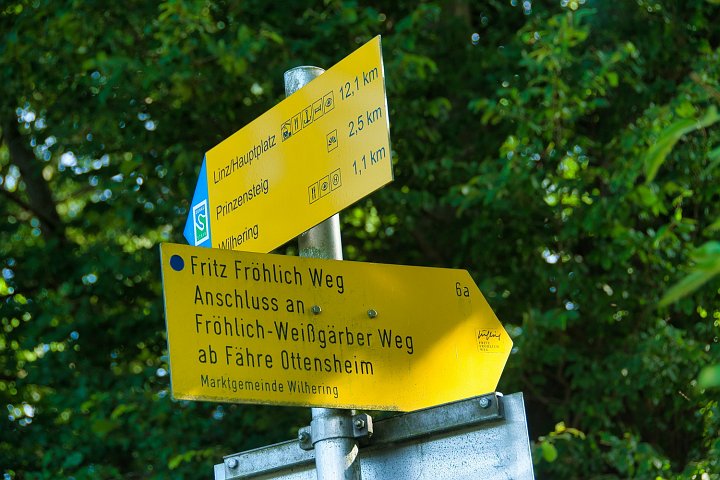 Linz/Hauptplatz 12,1 km
Prinzensteig 2,5 km
Wilhering 1,1 km
Fritz Fröhlich Weg 6a
Anschluss an
Fröhlich-Weißgärber Weg
ab Fähre Ottensheim
Marktgemeinde Wilhering